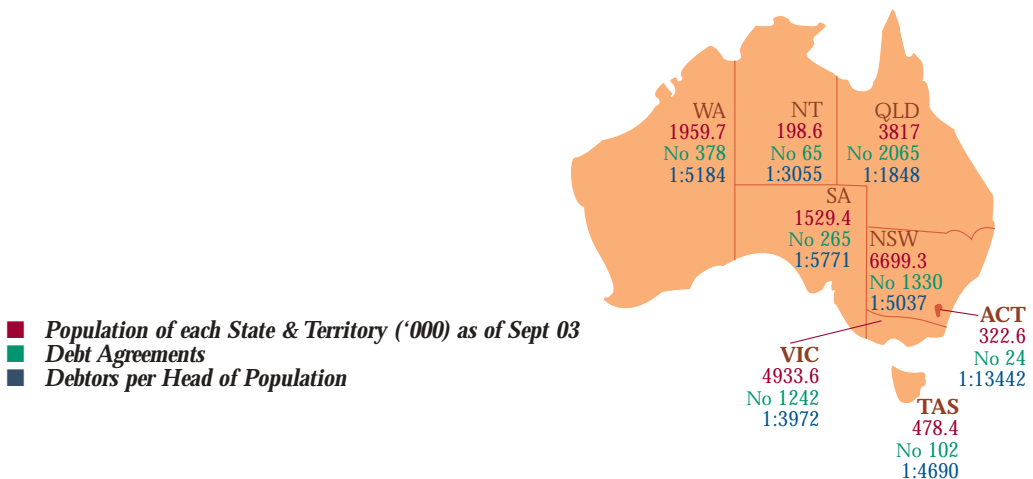 WA
1959.7
No 378
1:5184
NT
198.6
No 65
1:3055
QLD
3817
No 2065
1:1848
SA
1529.4
No 265
1:5771
NSW
6699.3
No 1330
1:5037
ACT
322.6
No 24
1:13442
VIC
4933.6
No 1242
1:3972
TAS
478.4
No 102
1:4690
Population of each State & Territory (‘000) as of Sept 03
Debt Agreements
Debtors per Head of Population